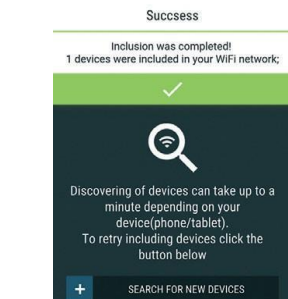 Succsess
Inclusion was completed!
1 devices were included in your WiFi network;
Discovering of devices can take up to a
minute depending on your
device(phone/tablet).
To retry including devices click the
button below
+ SEARCH FOR NEW DEVICES